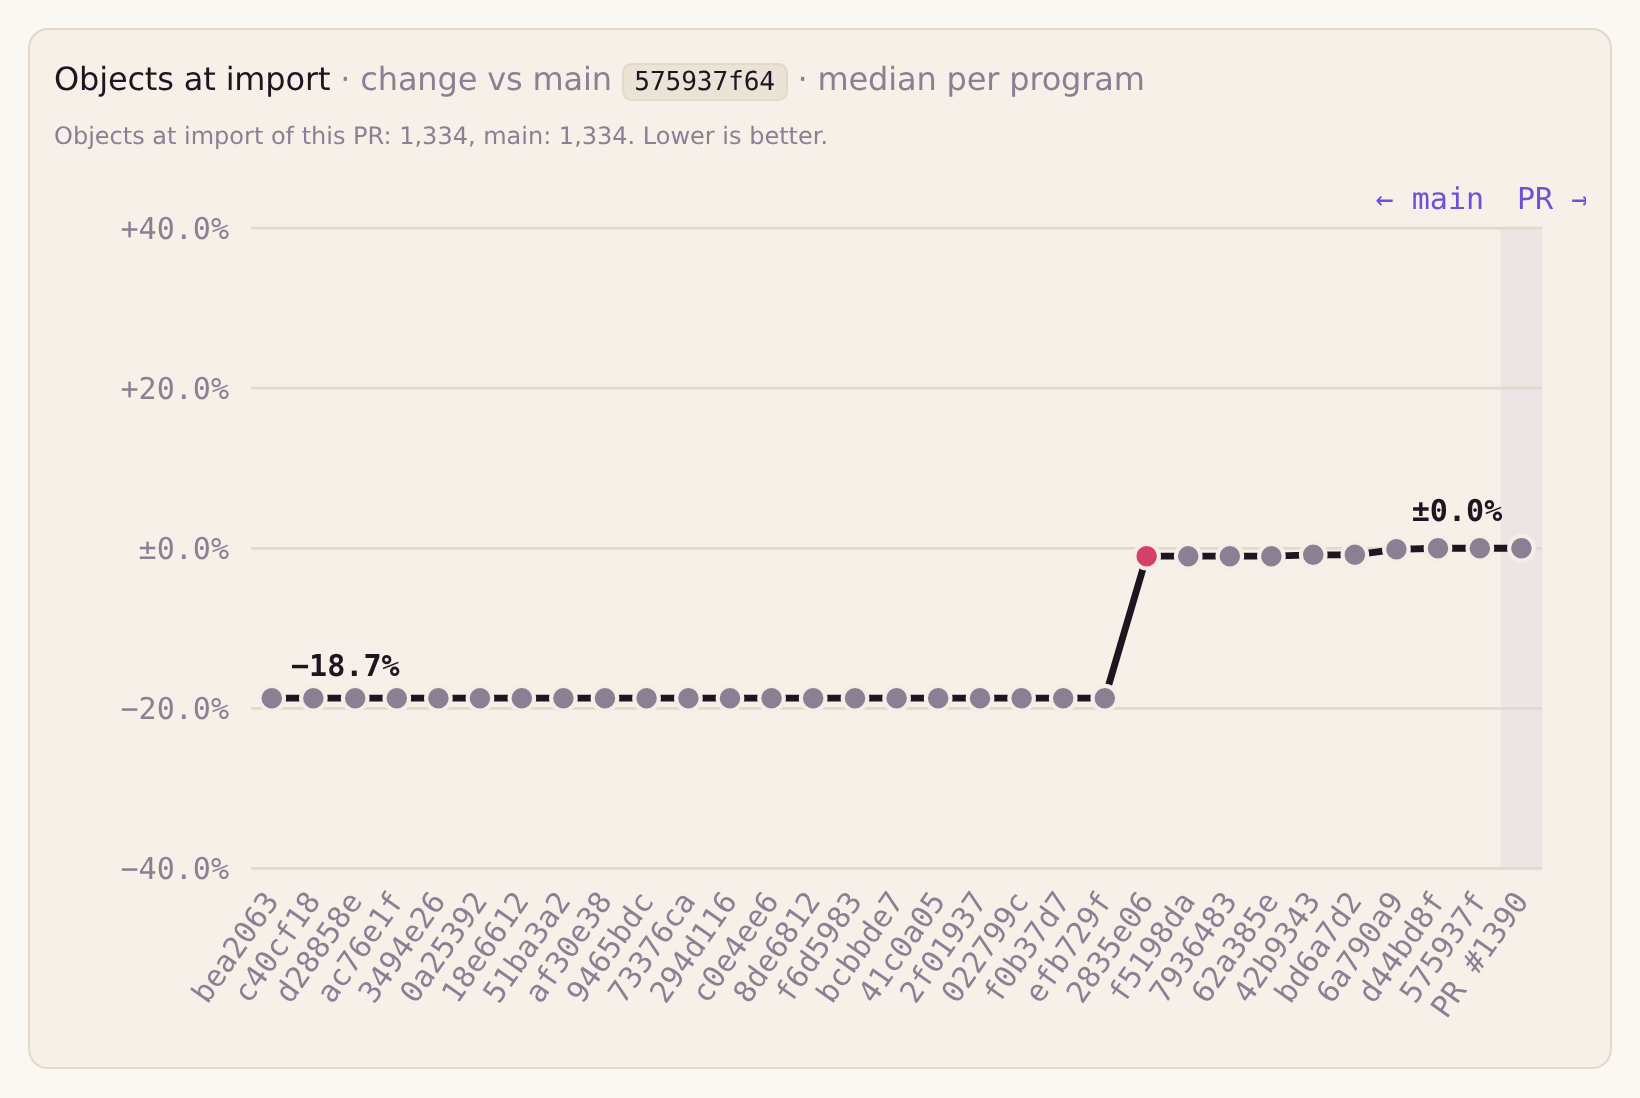 Objects at import · change vs main 575937f64 · median per program
Objects at import of this PR: 1,334, main: 1,334. Lower is better.
← main PR →
+40.0%
+20.0%
±0.0%
−20.0%
−40.0%
−18.7%
±0.0%
bea2063
c40cf18
d28858e
ac76e1f
3494e26
0a25392
18e6612
51ba3a2
af30e38
9465bdc
73376ca
294d116
c0e4ee6
8de6812
f6d5983
bcbbde7
41c0a05
2f01937
022799c
f0b37d7
efb729f
2835e06
f5198da
7936483
62a385e
42b9343
bd6a7d2
6a790a9
d44bd8f
575937f
PR #1390